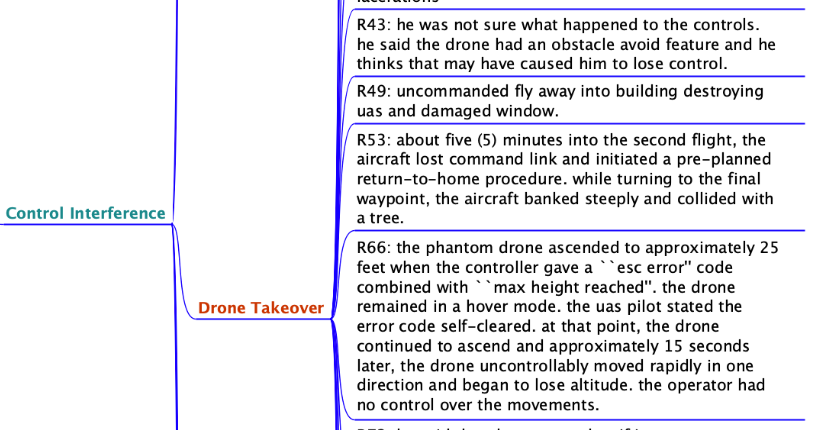 lacerations
R43: he was not sure what happened to the controls.
he said the drone had an obstacle avoid feature and he
thinks that may have caused him to lose control.
R49: uncommanded fly away into building destroying
uas and damaged window.
R53: about five (5) minutes into the second flight, the
aircraft lost command link and initiated a pre-planned
return-to-home procedure. while turning to the final
waypoint, the aircraft banked steeply and collided with
a tree.
Control Interference
R66: the phantom drone ascended to approximately 25
feet when the controller gave a ``esc error" code
combined with ``max height reached". the drone
remained in a hover mode. the uas pilot stated the
error code self-cleared. at that point, the drone
continued to ascend and approximately 15 seconds
later, the drone uncontrollably moved rapidly in one
direction and began to lose altitude. the operator had
no control over the movements.
Drone Takeover